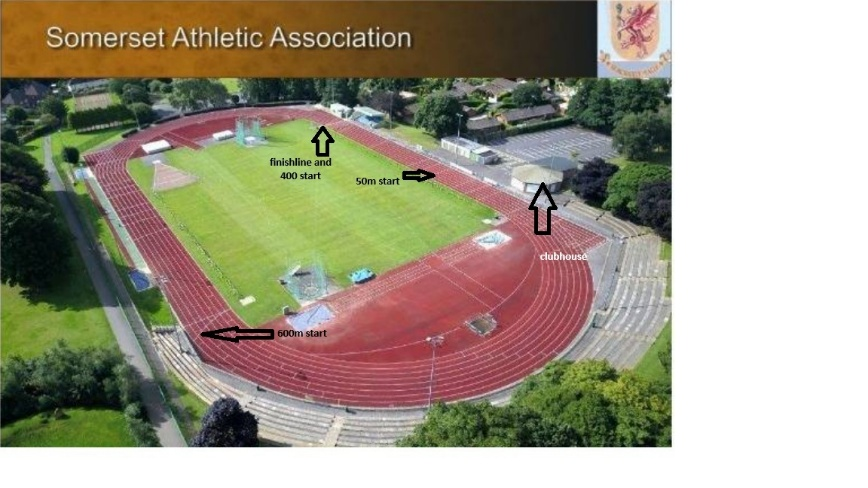 Somerset Athletic Association
finishline and
400 start
50m start
clubhouse
600m start